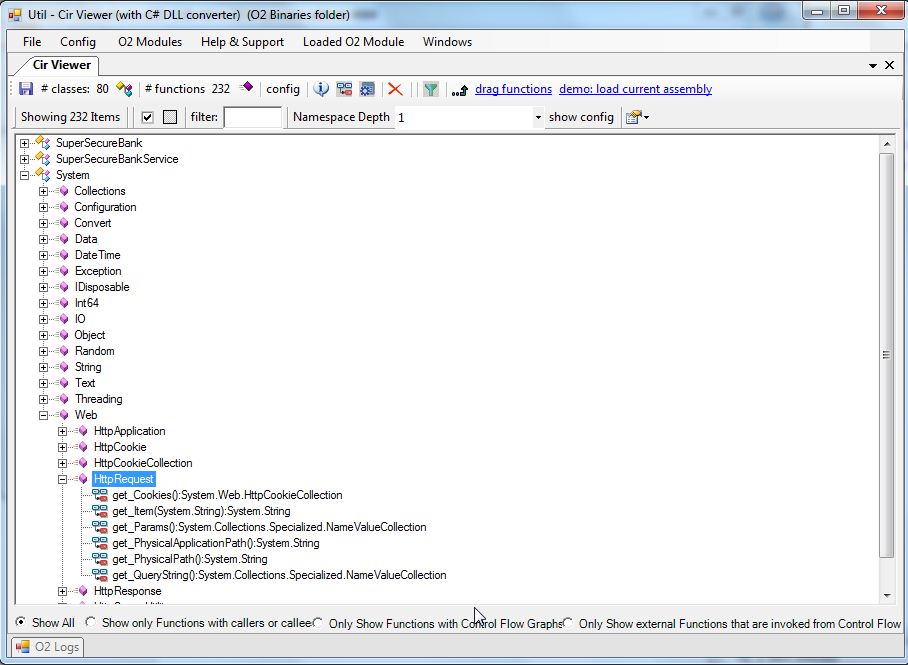 Util - Cir Viewer (with C# DLL converter) (O2 Binaries folder)
File Config O2 Modules Help & Support Loaded O2 Module Windows
Cir Viewer
# classes: 80 # functions 232 config drag functions demo: load current assembly
Showing 232 Items filter: Namespace Depth 1 show config
SuperSecureBank
SuperSecureBankService
System
Collections
Configuration
Convert
Data
DateTime
Exception
IDisposable
Int64
IO
Object
Random
String
Text
Threading
Web
HttpApplication
HttpCookie
HttpCookieCollection
HttpRequest
get_Cookies():System.Web.HttpCookieCollection
get_Item(System.String):System.String
get_Params():System.Collections.Specialized.NameValueCollection
get_PhysicalApplicationPath():System.String
get_PhysicalPath():System.String
get_QueryString():System.Collections.Specialized.NameValueCollection
HttpResponse
Show All Show only Functions with callers or callee Only Show Functions with Control Flow Graphs Only Show external Functions that are invoked from Control Flow
O2 Logs